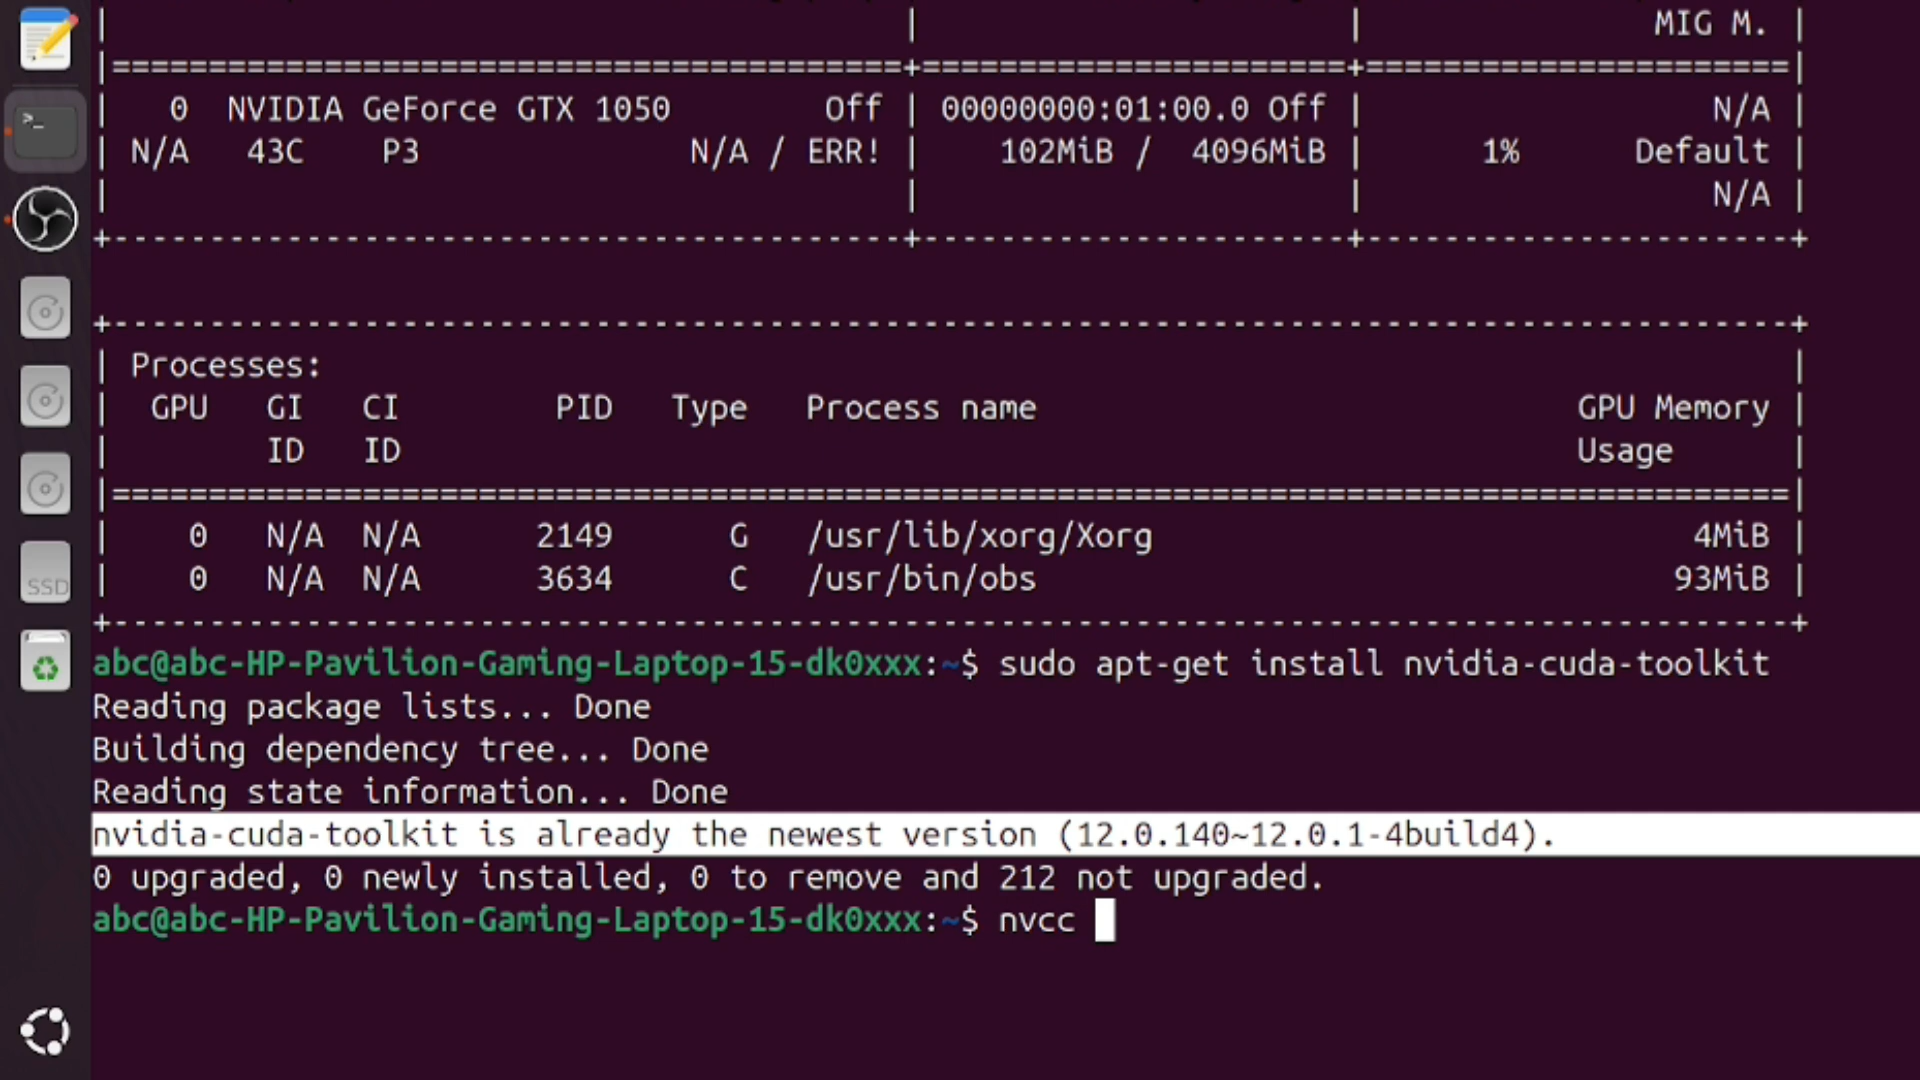 | | | MIG M. |
|=========================================+======================+======================|
| 0 NVIDIA GeForce GTX 1050 Off | 00000000:01:00.0 Off | N/A |
| N/A 43C P3 N/A / ERR! | 102MiB / 4096MiB | 1% Default |
| | | N/A |
+-----------------------------------------+----------------------+----------------------+
+---------------------------------------------------------------------------------------+
| Processes: |
| GPU GI CI PID Type Process name GPU Memory |
| ID ID Usage |
|=======================================================================================|
| 0 N/A N/A 2149 G /usr/lib/xorg/Xorg 4MiB |
| 0 N/A N/A 3634 C /usr/bin/obs 93MiB |
+---------------------------------------------------------------------------------------+
abc@abc-HP-Pavilion-Gaming-Laptop-15-dk0xxx:~$ sudo apt-get install nvidia-cuda-toolkit
Reading package lists... Done
Building dependency tree... Done
Reading state information... Done
nvidia-cuda-toolkit is already the newest version (12.0.140~12.0.1-4build4).
0 upgraded, 0 newly installed, 0 to remove and 212 not upgraded.
abc@abc-HP-Pavilion-Gaming-Laptop-15-dk0xxx:~$ nvcc
>_
SSD